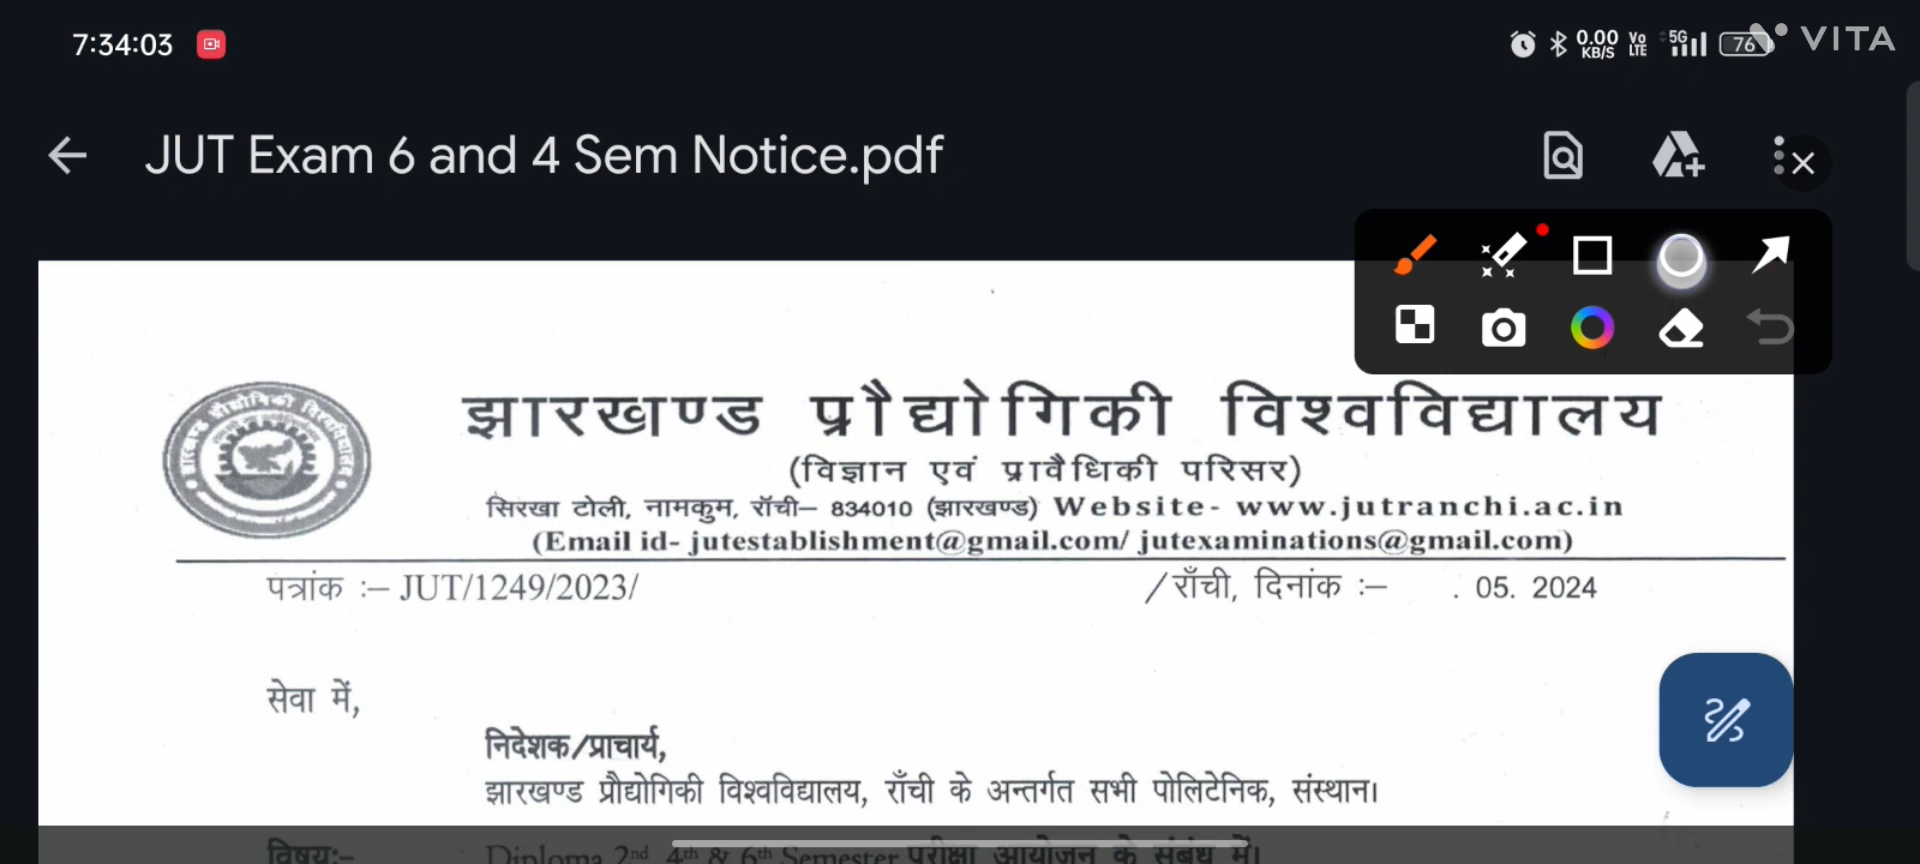 7:34:03
0.00 KB/S Vo LTE 5G 76
VITA
JUT Exam 6 and 4 Sem Notice.pdf
झारखण्ड प्रौद्योगिकी विश्वविद्यालय
(विज्ञान एवं प्रावैधिकी परिसर)
सिरखा टोली, नामकुम, रॉची– 834010 (झारखण्ड) Website- www.jutranchi.ac.in
(Email id- jutestablishment@gmail.com/ jutexaminations@gmail.com)
पत्रांक :– JUT/1249/2023/ /राँची, दिनांक :– . 05. 2024
सेवा में,
निदेशक/प्राचार्य,
झारखण्ड प्रौद्योगिकी विश्वविद्यालय, राँची के अन्तर्गत सभी पोलिटेनिक, संस्थान।
विषय:– Diploma 2nd 4th & 6th Semester परीक्षा आयोजन के संबंध में।